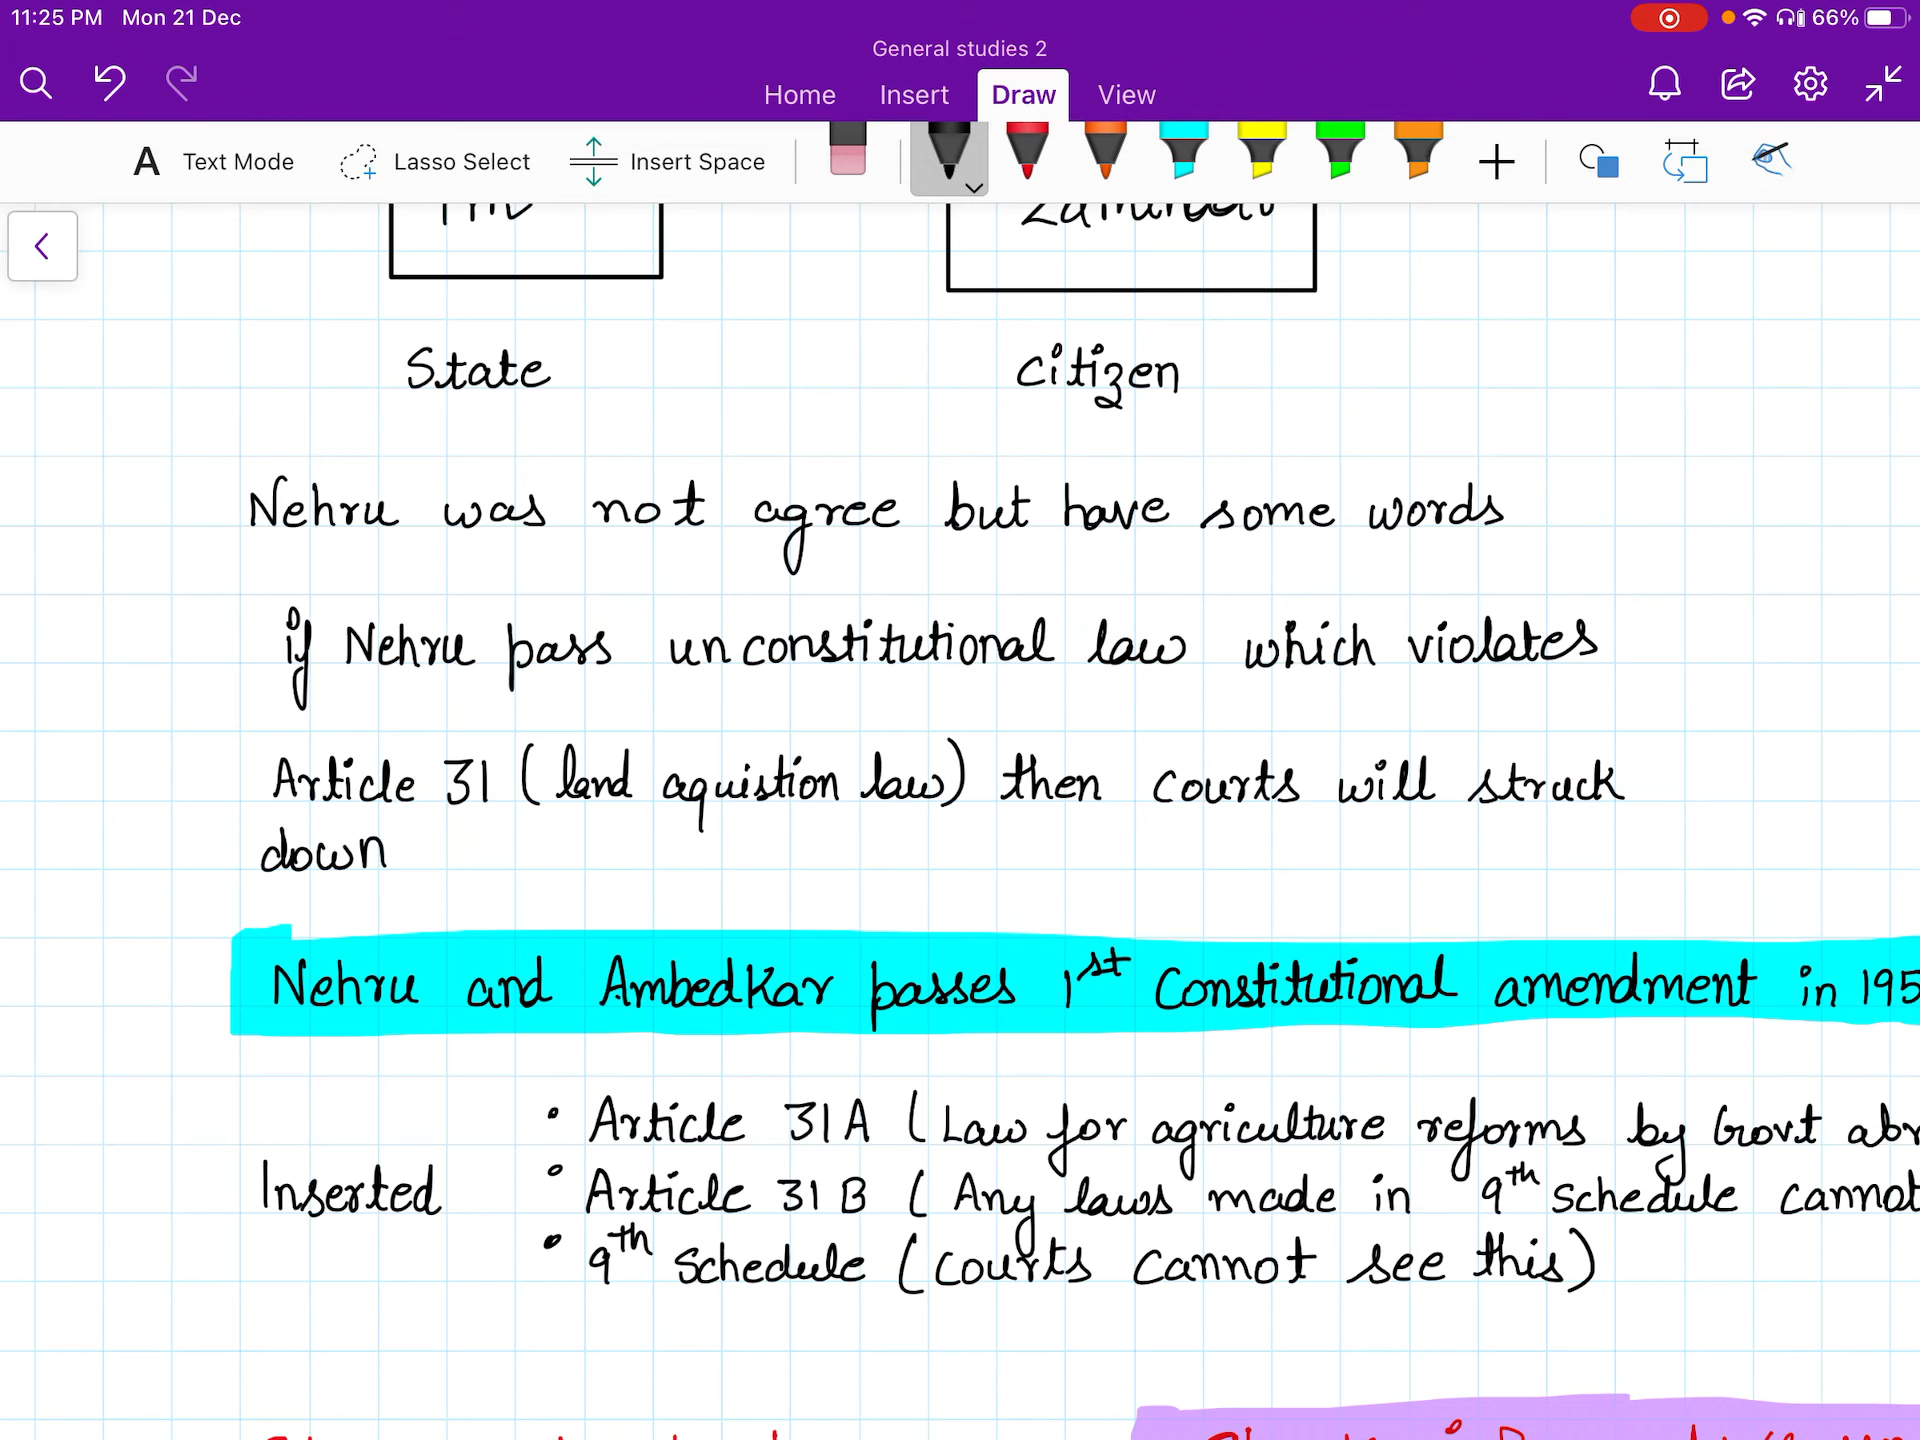 11:25 PM Mon 21 Dec
66%
General studies 2
Home Insert Draw View
A Text Mode Lasso Select Insert Space
State Citizen
Nehru was not agree but have some words
if Nehru pass unconstitutional law which violates
Article 31 (land aquistion law) then courts will struck
down
Nehru and Ambedkar passes 1st Constitutional amendment in 195
• Article 31A (Law for agriculture reforms by Govt abr
Inserted
• Article 31B (Any laws made in 9th schedule cannot
• 9th Schedule (courts cannot see this)